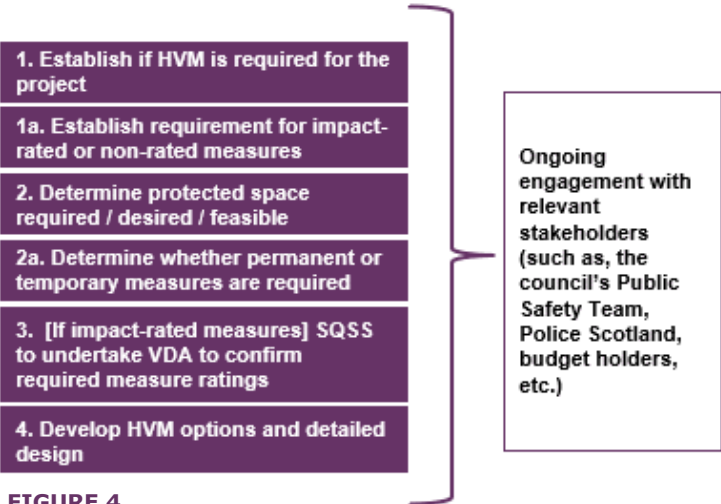 1. Establish if HVM is required for the
project
1a. Establish requirement for impact-
rated or non-rated measures
2. Determine protected space
required / desired / feasible
2a. Determine whether permanent or
temporary measures are required
3.  [If impact-rated measures] SQSS
to undertake VDA to confirm
required measure ratings
4. Develop HVM options and detailed
design
Ongoing
engagement with
relevant
stakeholders
(such as, the
council's Public
Safety Team,
Police Scotland,
budget holders,
etc.)
FIGURE 4